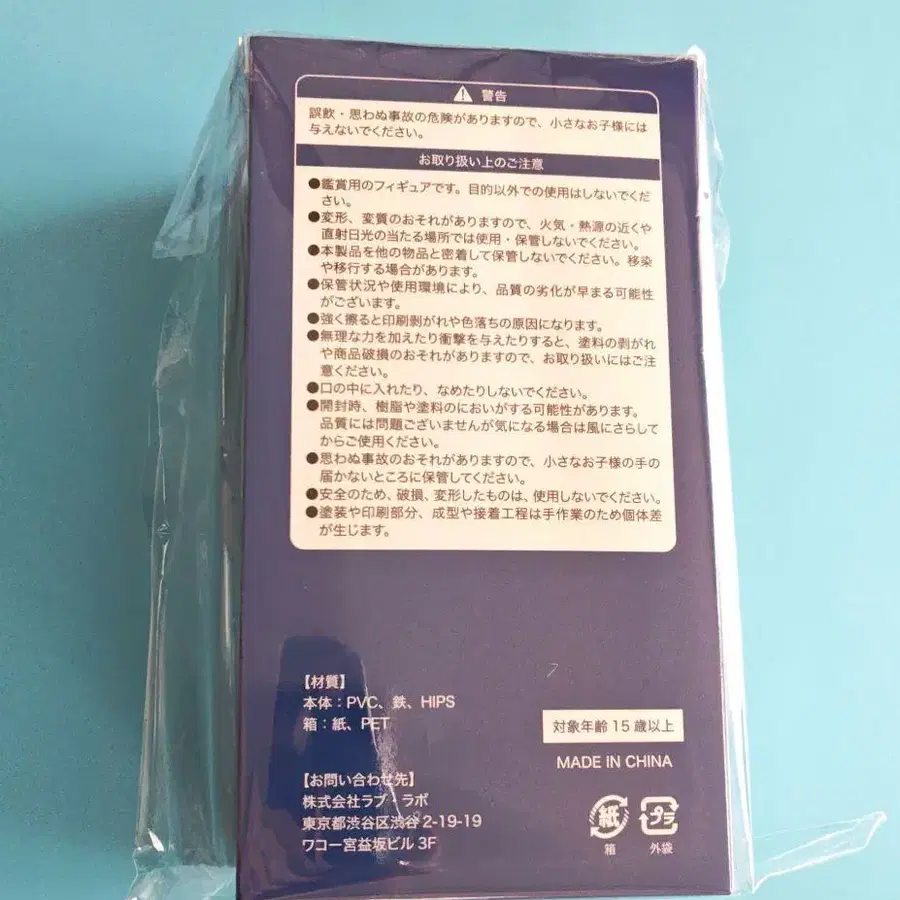 警告
誤飲・思わぬ事故の危険がありますので、小さなお子様には
与えないでください。
お取り扱い上のご注意
●鑑賞用のフィギュアです。目的以外での使用はしないでくだ
さい。
●変形、変質のおそれがありますので、火気・熱源の近くや
直射日光の当たる場所では使用・保管しないでください。
●本製品を他の物品と密着して保管しないでください。移染
や移行する場合があります。
●保管状況や使用環境により、品質の劣化が早まる可能性
がございます。
●強く擦ると印刷剥がれや色落ちの原因になります。
●無理な力を加えたり衝撃を与えたりすると、塗料の剥がれ
や商品破損のおそれがありますので、お取り扱いにはご注
意ください。
●口の中に入れたり、なめたりしないでください。
●開封時、樹脂や塗料のにおいがする可能性があります。
品質には問題ございませんが気になる場合は風にさらして
からご使用ください。
●思わぬ事故のおそれがありますので、小さなお子様の手の
届かないところに保管してください。
●安全のため、破損、変形したものは、使用しないでください。
●塗装や印刷部分、成型や接着工程は手作業のため個体差
が生じます。
【材質】
本体：PVC、鉄、HIPS
箱：紙、PET
対象年齢 15 歳以上
MADE IN CHINA
【お問い合わせ先】
株式会社ラブ・ラボ
東京都渋谷区渋谷 2-19-19
ワコー宮益坂ビル 3F
紙 プラ
箱 外袋